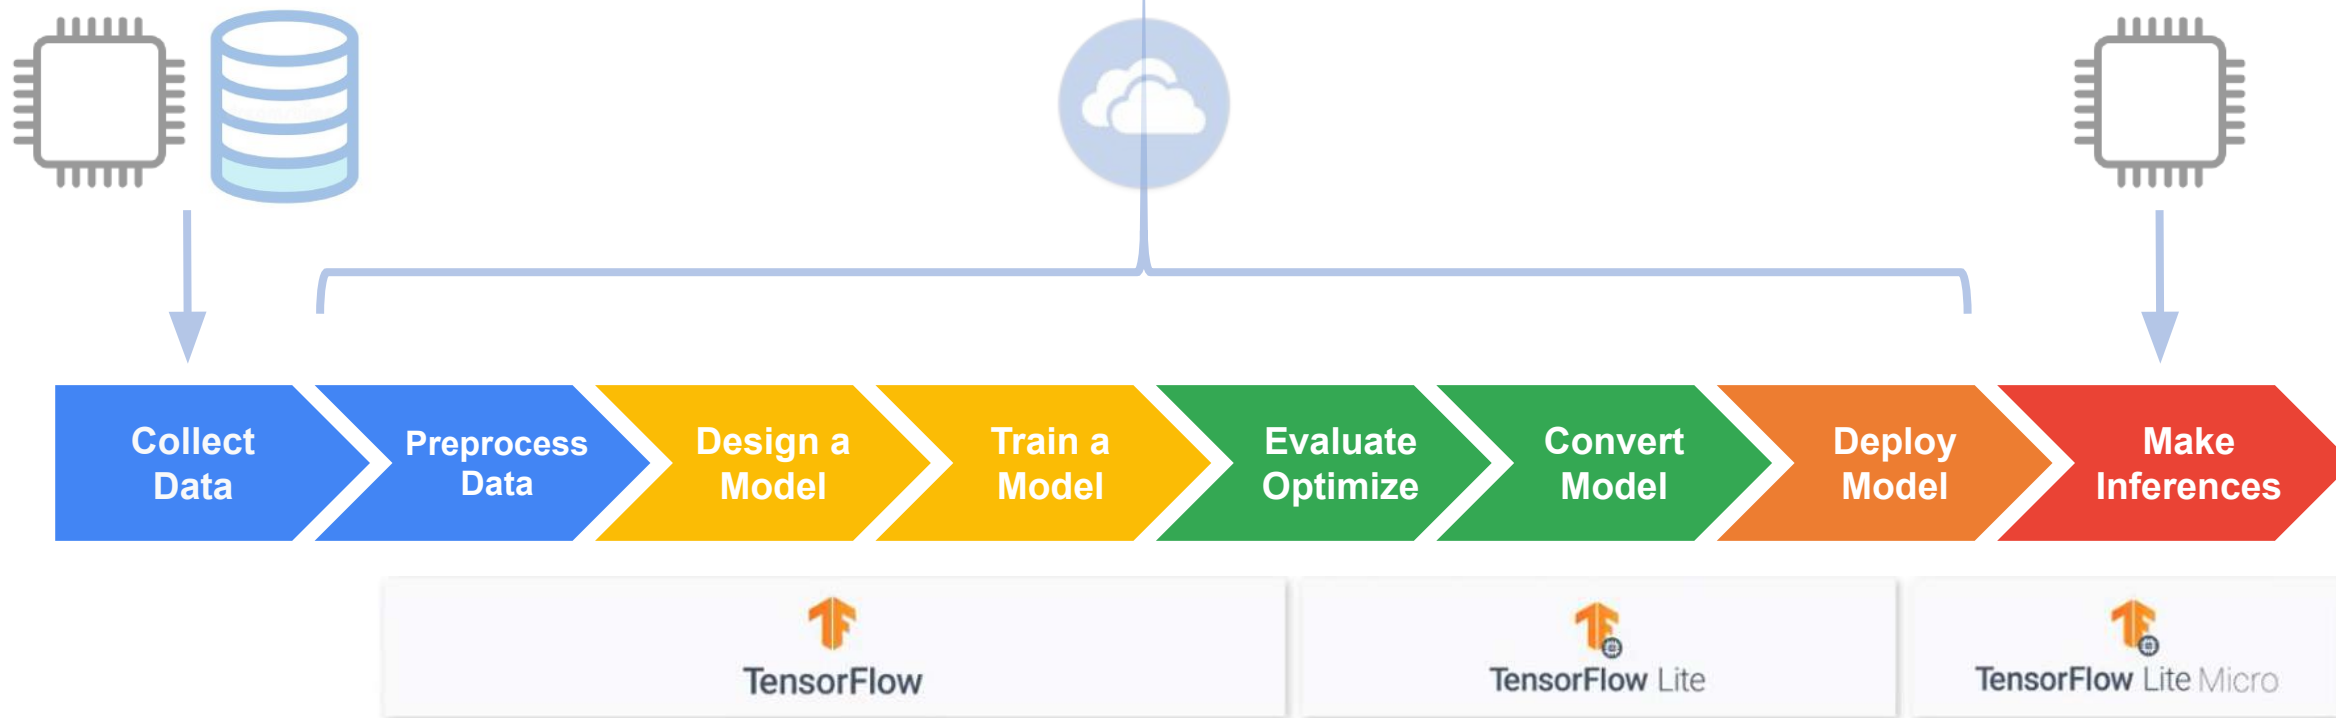 Collect
Data
Preprocess
Data
Design a
Model
Train a
Model
Evaluate
Optimize
Convert
Model
Deploy
Model
Make
Inferences
TensorFlow
TensorFlow Lite
TensorFlow Lite Micro